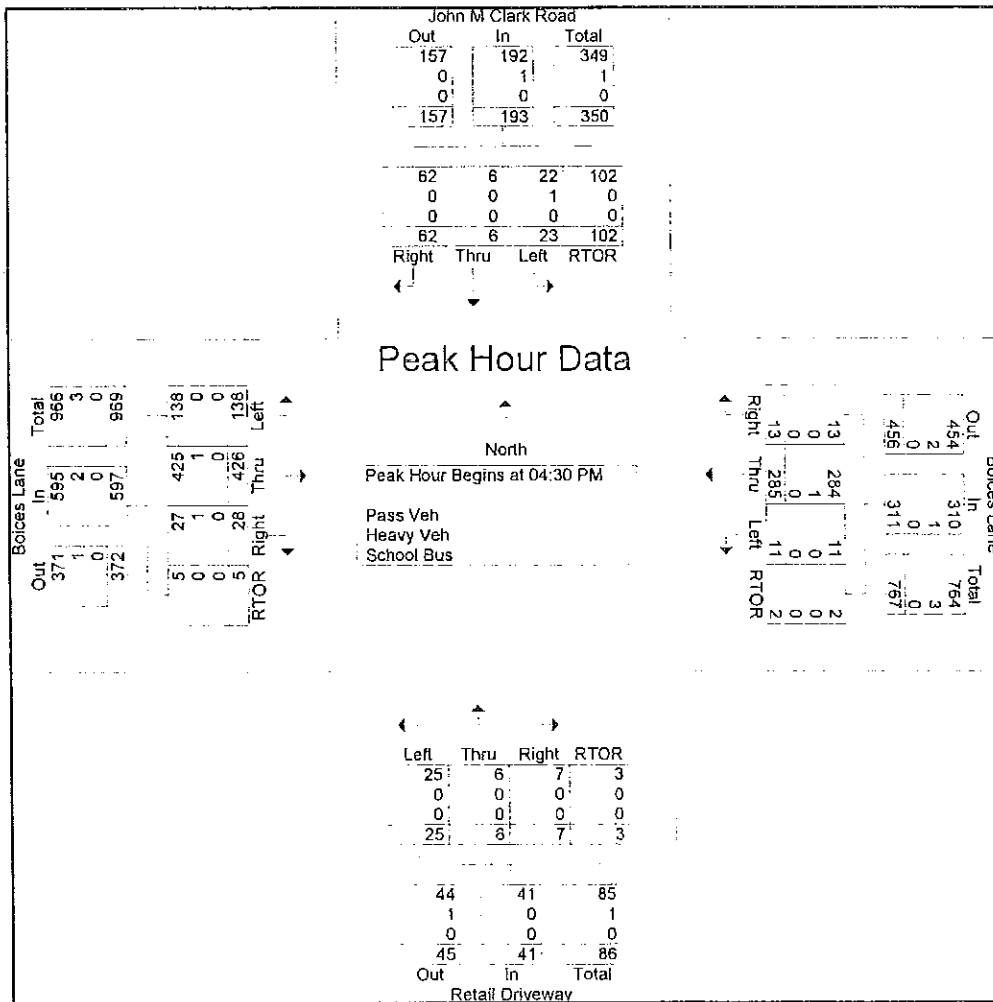 John M Clark Road
Out In Total
157 192 349
0 1 1
0 0 0
157 193 350
62 6 22 102
0 0 1 0
0 0 0 0
62 6 23 102
Right Thru Left RTOR
Peak Hour Data
North
Peak Hour Begins at 04:30 PM
Pass Veh
Heavy Veh
School Bus
Boices Lane
Total In Out
966 595 371
3 2 1
0 0 0
969 597 372
138 425 27 5
0 1 1 0
0 0 0 0
138 426 28 5
Left Thru Right RTOR
Right Thru Left RTOR
13 285 11 2
0 0 0 0
0 1 0 0
13 284 11 2
456 311 767
0 0 0
2 1 3
454 310 764
Out In Total
Boices Lane
Left Thru Right RTOR
25 6 7 3
0 0 0 0
0 0 0 0
25 6 7 3
44 41 85
1 0 1
0 0 0
45 41 86
Out In Total
Retail Driveway